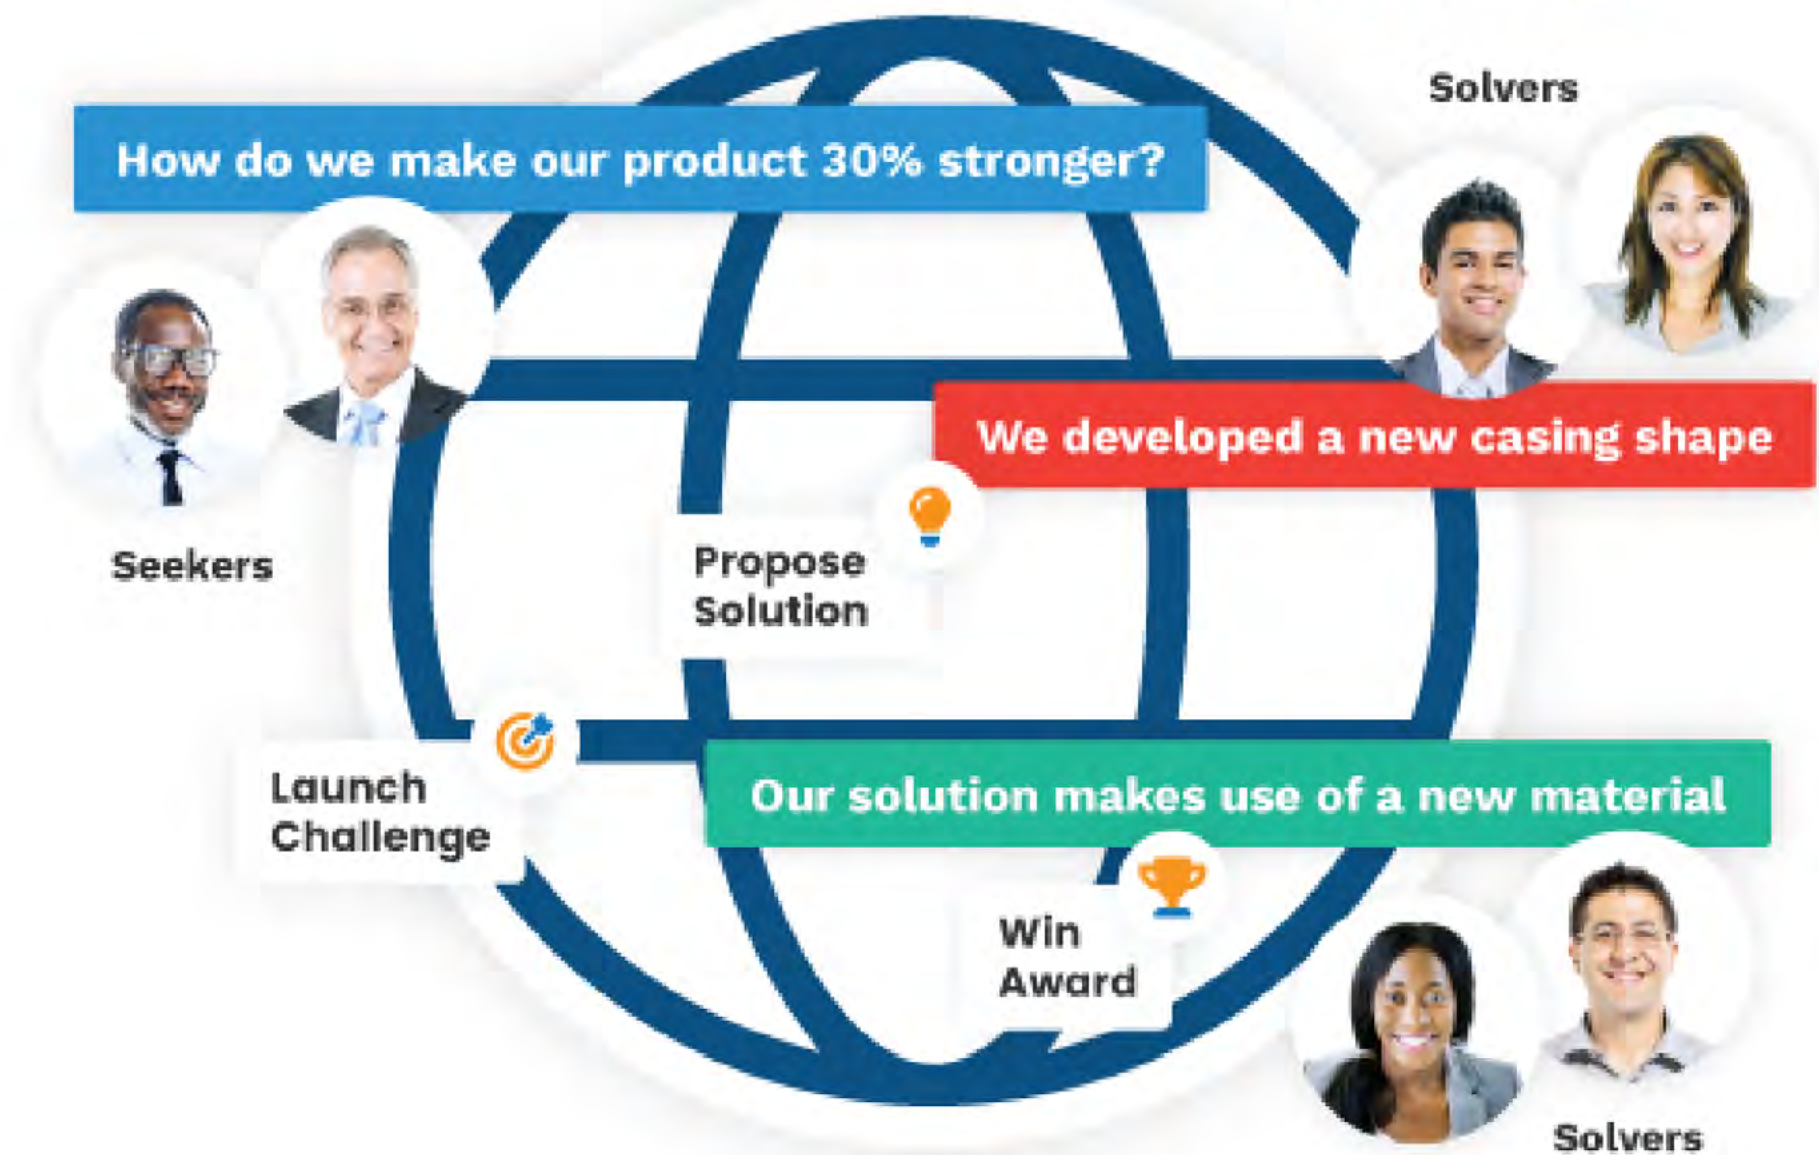 Solvers
How do we make our product 30% stronger?
We developed a new casing shape
Seekers
Propose
Solution
Launch
Challenge
Our solution makes use of a new material
Win
Award
Solvers